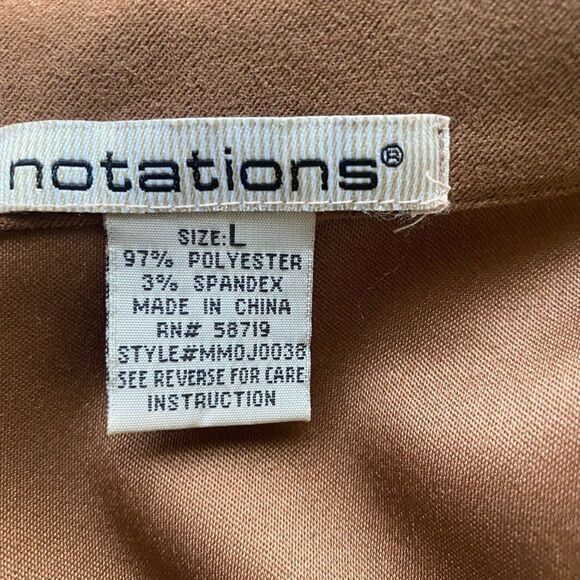 notations®
SIZE:L
97% POLYESTER
3% SPANDEX
MADE IN CHINA
RN# 58719
STYLE#MMOJ0038
SEE REVERSE FOR CARE
INSTRUCTION